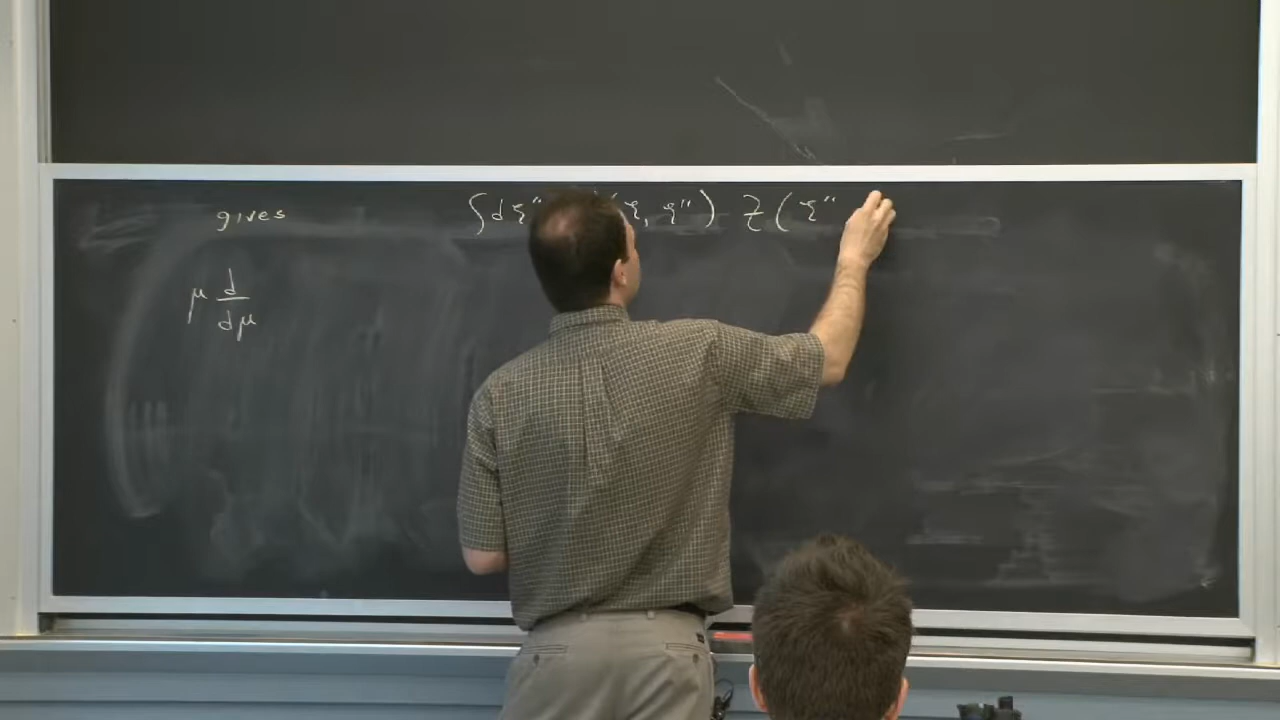 gives ∫dξ" (ξ, ξ") Z(ξ"
μ d/dμ